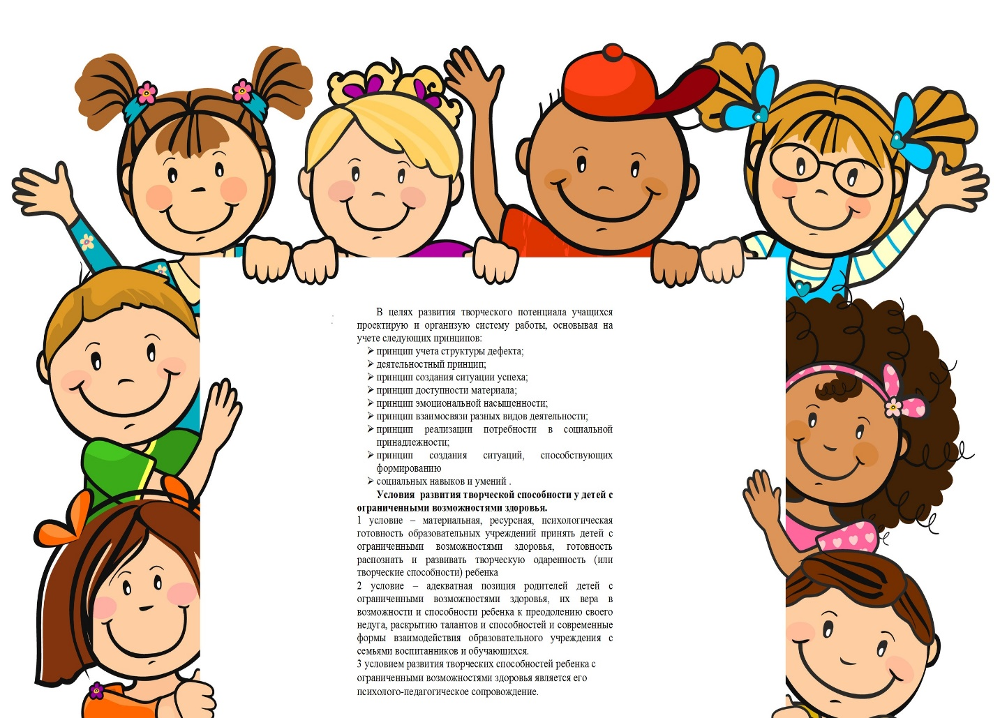 В целях развития творческого потенциала учащихся
проектирую и организую систему работы, основывая на
учете следующих принципов:
➢ принцип учета структуры дефекта;
➢ деятельностный принцип;
➢ принцип создания ситуации успеха;
➢ принцип доступности материала;
➢ принцип эмоциональной насыщенности;
➢ принцип взаимосвязи разных видов деятельности;
➢ принцип реализации потребности в социальной
принадлежности;
➢ принцип создания ситуаций, способствующих
формированию
➢ социальных навыков и умений .
Условия развития творческой способности у детей с
ограниченными возможностями здоровья.
1 условие – материальная, ресурсная, психологическая
готовность образовательных учреждений принять детей с
ограниченными возможностями здоровья, готовность
распознать и развивать творческую одаренность (или
творческие способности) ребенка
2 условие – адекватная позиция родителей детей с
ограниченными возможностями здоровья, их вера в
возможности и способности ребенка к преодолению своего
недуга, раскрытию талантов и способностей и современные
формы взаимодействия образовательного учреждения с
семьями воспитанников и обучающихся.
3 условием развития творческих способностей ребенка с
ограниченными возможностями здоровья является его
психолого-педагогическое сопровождение.